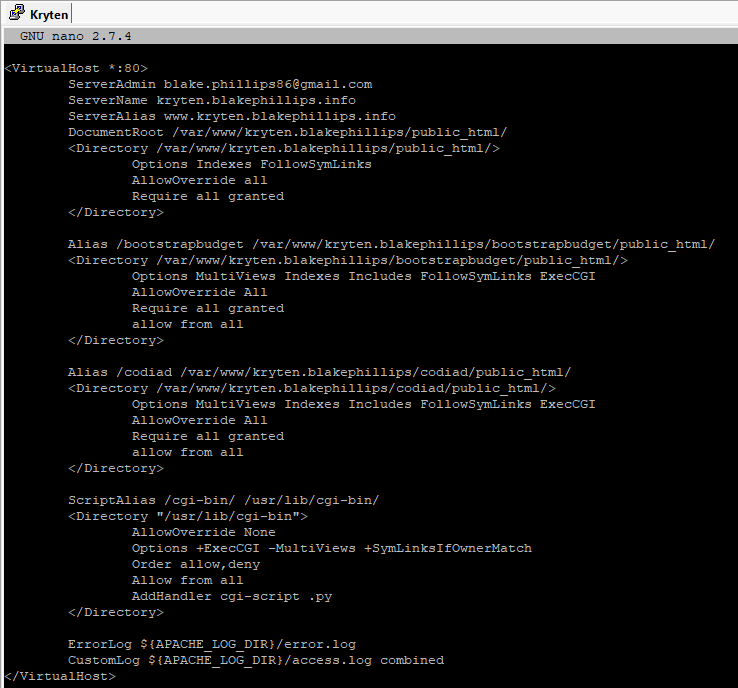 Kryten
GNU nano 2.7.4
<VirtualHost *:80>
ServerAdmin blake.phillips86@gmail.com
ServerName kryten.blakephillips.info
ServerAlias www.kryten.blakephillips.info
DocumentRoot /var/www/kryten.blakephillips/public_html/
<Directory /var/www/kryten.blakephillips/public_html/>
Options Indexes FollowSymLinks
AllowOverride all
Require all granted
</Directory>
Alias /bootstrapbudget /var/www/kryten.blakephillips/bootstrapbudget/public_html/
<Directory /var/www/kryten.blakephillips/bootstrapbudget/public_html/>
Options MultiViews Indexes Includes FollowSymLinks ExecCGI
AllowOverride All
Require all granted
allow from all
</Directory>
Alias /codiad /var/www/kryten.blakephillips/codiad/public_html/
<Directory /var/www/kryten.blakephillips/codiad/public_html/>
Options MultiViews Indexes Includes FollowSymLinks ExecCGI
AllowOverride All
Require all granted
allow from all
</Directory>
ScriptAlias /cgi-bin/ /usr/lib/cgi-bin/
<Directory "/usr/lib/cgi-bin">
AllowOverride None
Options +ExecCGI -MultiViews +SymLinksIfOwnerMatch
Order allow,deny
Allow from all
AddHandler cgi-script .py
</Directory>
ErrorLog ${APACHE_LOG_DIR}/error.log
CustomLog ${APACHE_LOG_DIR}/access.log combined
</VirtualHost>